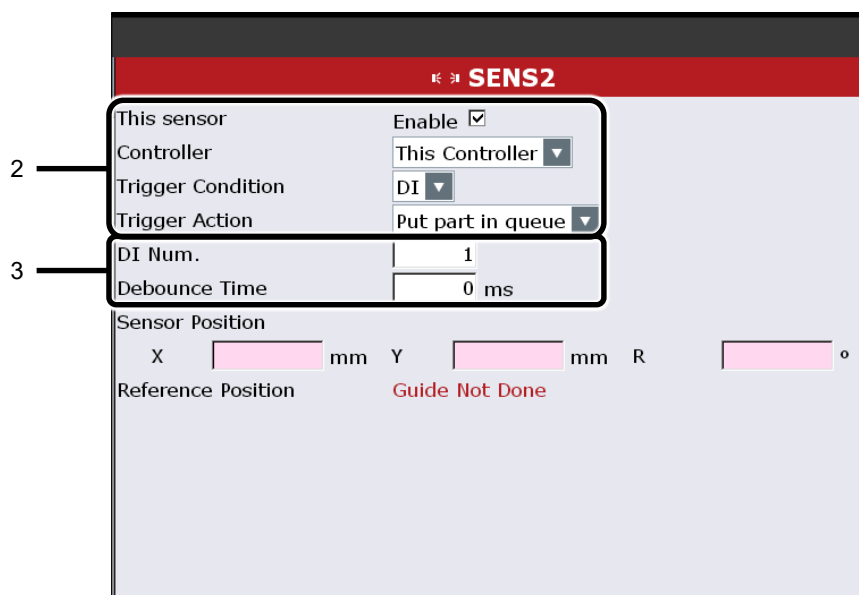 SENS2
This sensor Enable
2
Controller This Controller
Trigger Condition DI
Trigger Action Put part in queue
3
DI Num. 1
Debounce Time 0 ms
Sensor Position
X mm Y mm R °
Reference Position Guide Not Done